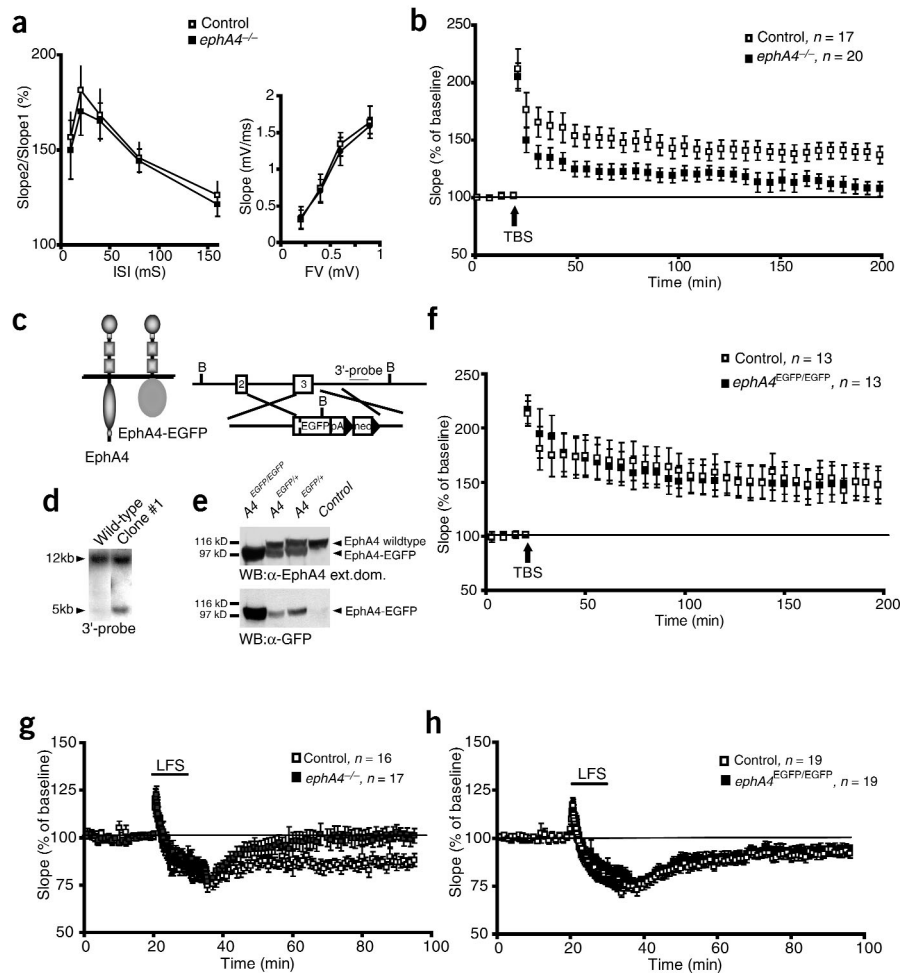 a
Control
ephA4–/–
Slope2/Slope1 (%)
200
150
100
0 50 100 150
ISI (mS)
Slope (mV/ms)
2
1.5
1
0.5
0
0 0.5 1
FV (mV)
b
Control, n = 17
ephA4–/–, n = 20
Slope (% of baseline)
250
200
150
100
50
TBS
0 50 100 150 200
Time (min)
c
EphA4-EGFP
EphA4
B 2 3 3'-probe B
B
EGFP pA neo
d
Wild-type
Clone #1
12kb
5kb
3'-probe
e
A4 EGFP/EGFP
A4 EGFP/+
A4 EGFP/+
Control
116 kD
97 kD
EphA4 wildtype
EphA4-EGFP
WB:α-EphA4 ext.dom.
116 kD
97 kD
EphA4-EGFP
WB:α-GFP
f
Control, n = 13
ephA4EGFP/EGFP, n = 13
Slope (% of baseline)
250
200
150
100
50
TBS
0 50 100 150 200
Time (min)
g
Control, n = 16
ephA4–/–, n = 17
LFS
Slope (% of baseline)
150
125
100
75
50
0 20 40 60 80 100
Time (min)
h
Control, n = 19
ephA4EGFP/EGFP, n = 19
LFS
Slope (% of baseline)
150
125
100
75
50
0 20 40 60 80 100
Time (min)